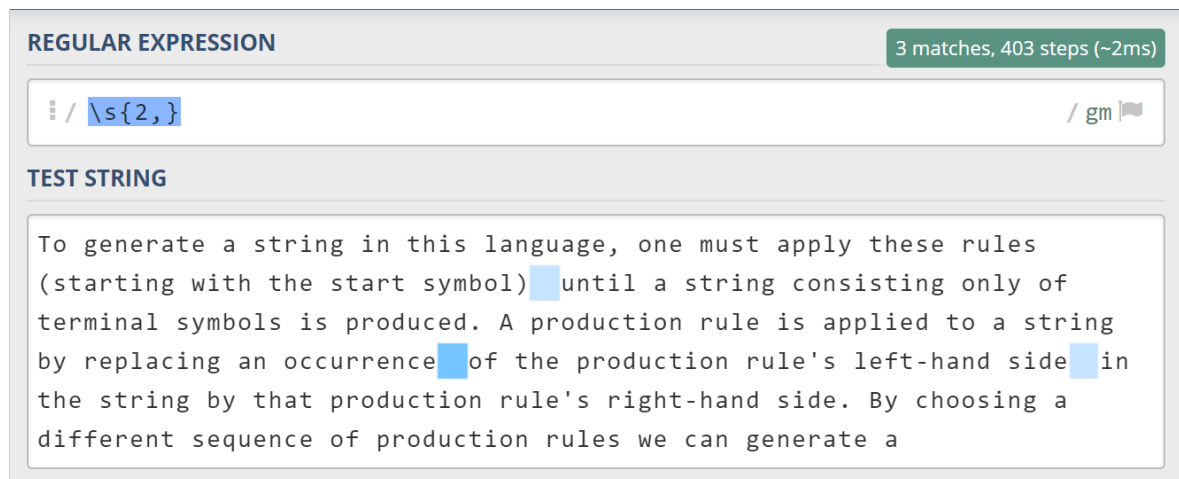 REGULAR EXPRESSION
3 matches, 403 steps (~2ms)
/ \s{2,} / gm
TEST STRING
To generate a string in this language, one must apply these rules
(starting with the start symbol)  until a string consisting only of
terminal symbols is produced. A production rule is applied to a string
by replacing an occurrence  of the production rule's left-hand side  in
the string by that production rule's right-hand side. By choosing a
different sequence of production rules we can generate a